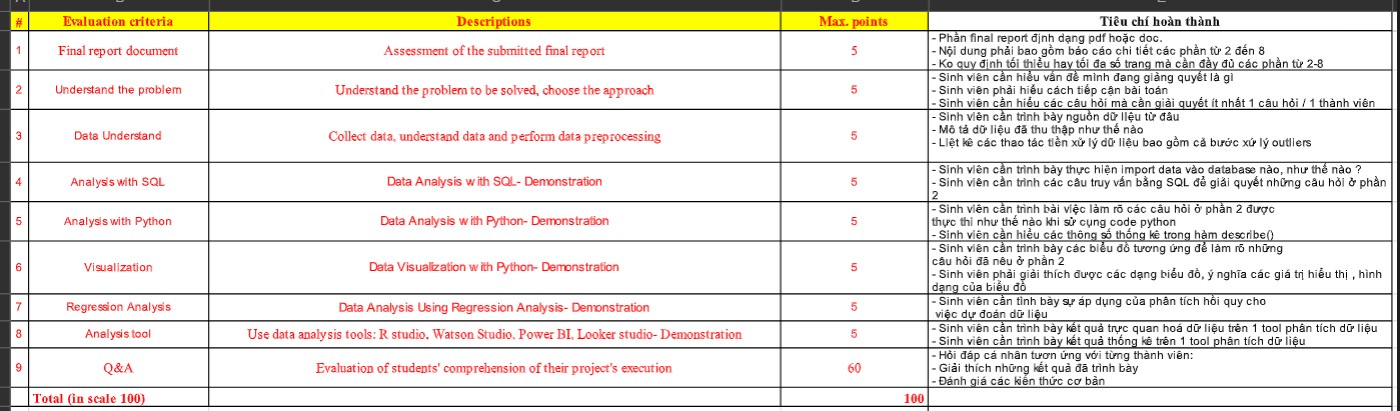 # Evaluation criteria Descriptions Max. points Tiêu chí hoàn thành
1 Final report document Assessment of the submitted final report 5
- Phần final report định dạng pdf hoặc doc.
- Nội dung phải bao gồm báo cáo chi tiết các phần từ 2 đến 8
- Ko quy định tối thiểu hay tối đa số trang mà cần đầy đủ các phần từ 2-8
2 Understand the problem Understand the problem to be solved, choose the approach 5
- Sinh viên cần hiểu vấn đề mình đang giảng quyết là gì
- Sinh viên phải hiểu cách tiếp cận bài toán
- Sinh viên cần hiểu các câu hỏi mà cần giải quyết ít nhất 1 câu hỏi / 1 thành viên
3 Data Understand Collect data, understand data and perform data preprocessing 5
- Sinh viên cần trình bày nguồn dữ liệu từ đâu
- Mô tả dữ liệu đã thu thập như thế nào
- Liệt kê các thao tác tiền xử lý dữ liệu bao gồm cả bước xử lý outliers
4 Analysis with SQL Data Analysis with SQL- Demonstration 5
- Sinh viên cần trình bày thực hiện import data vào database nào, như thế nào ?
- Sinh viên cần trình các câu truy vấn bằng SQL để giải quyết những câu hỏi ở phần
2
5 Analysis with Python Data Analysis with Python- Demonstration 5
- Sinh viên cần trình bài việc làm rõ các câu hỏi ở phần 2 được
thực thi như thế nào khi sử cụng code python
- Sinh viên cần hiểu các thông số thống kê trong hàm describe()
6 Visualization Data Visualization with Python- Demonstration 5
- Sinh viên cần trình bày các biểu đồ tương ứng để làm rõ những
câu hỏi đã nêu ở phần 2
- Sinh viên phải giải thích được các dạng biểu đồ, ý nghĩa các giá trị hiểu thị , hình
dạng của biểu đồ
7 Regression Analysis Data Analysis Using Regression Analysis- Demonstration 5
- Sinh viên cần tình bày sự áp dụng của phân tích hồi quy cho
việc dự đoán dữ liệu
8 Analysis tool Use data analysis tools: R studio, Watson Studio, Power BI, Looker studio- Demonstration 5
- Sinh viên cần trình bày kết quả trực quan hoá dữ liệu trên 1 tool phân tích dữ liệu
- Sinh viên cần trình bày kết quả thống kê trên 1 tool phân tích dữ liệu
9 Q&A Evaluation of students' comprehension of their project's execution 60
- Hỏi đáp cá nhân tươn ứng với từng thành viên:
- Giải thích những kết quả đã trình bày
- Đánh giá các kiến thức cơ bản
Total (in scale 100) 100